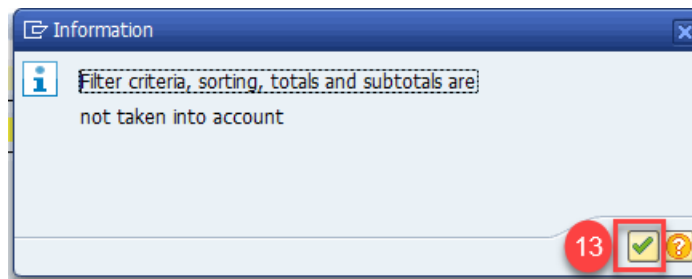 Information
Filter criteria, sorting, totals and subtotals are
not taken into account
13